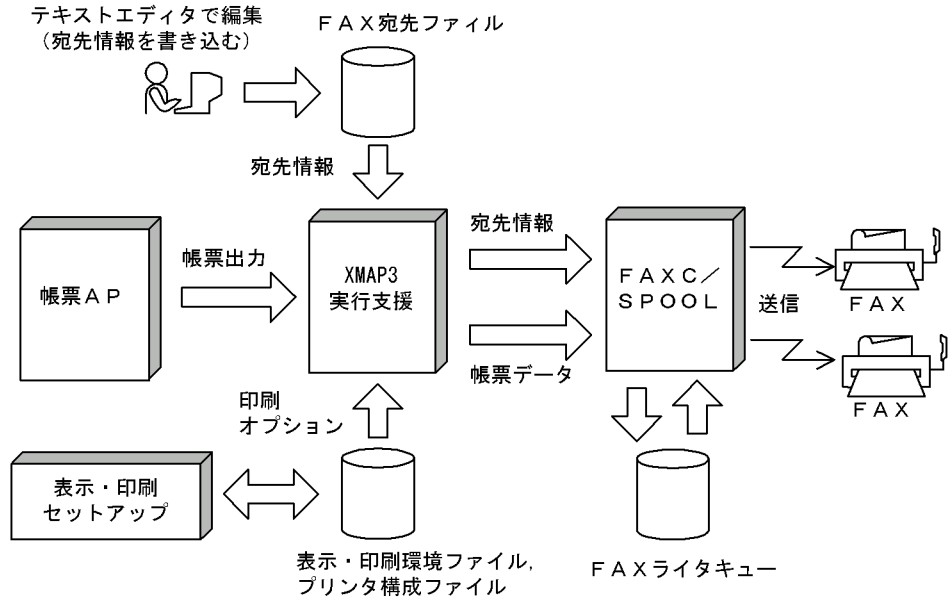 テキストエディタで編集
(宛先情報を書き込む)
FAX宛先ファイル
宛先情報
帳票AP
帳票出力
XMAP3
実行支援
宛先情報
帳票データ
FAXC/
SPOOL
送信
FAX
FAX
印刷
オプション
表示・印刷
セットアップ
表示・印刷環境ファイル,
プリンタ構成ファイル
FAXライタキュー